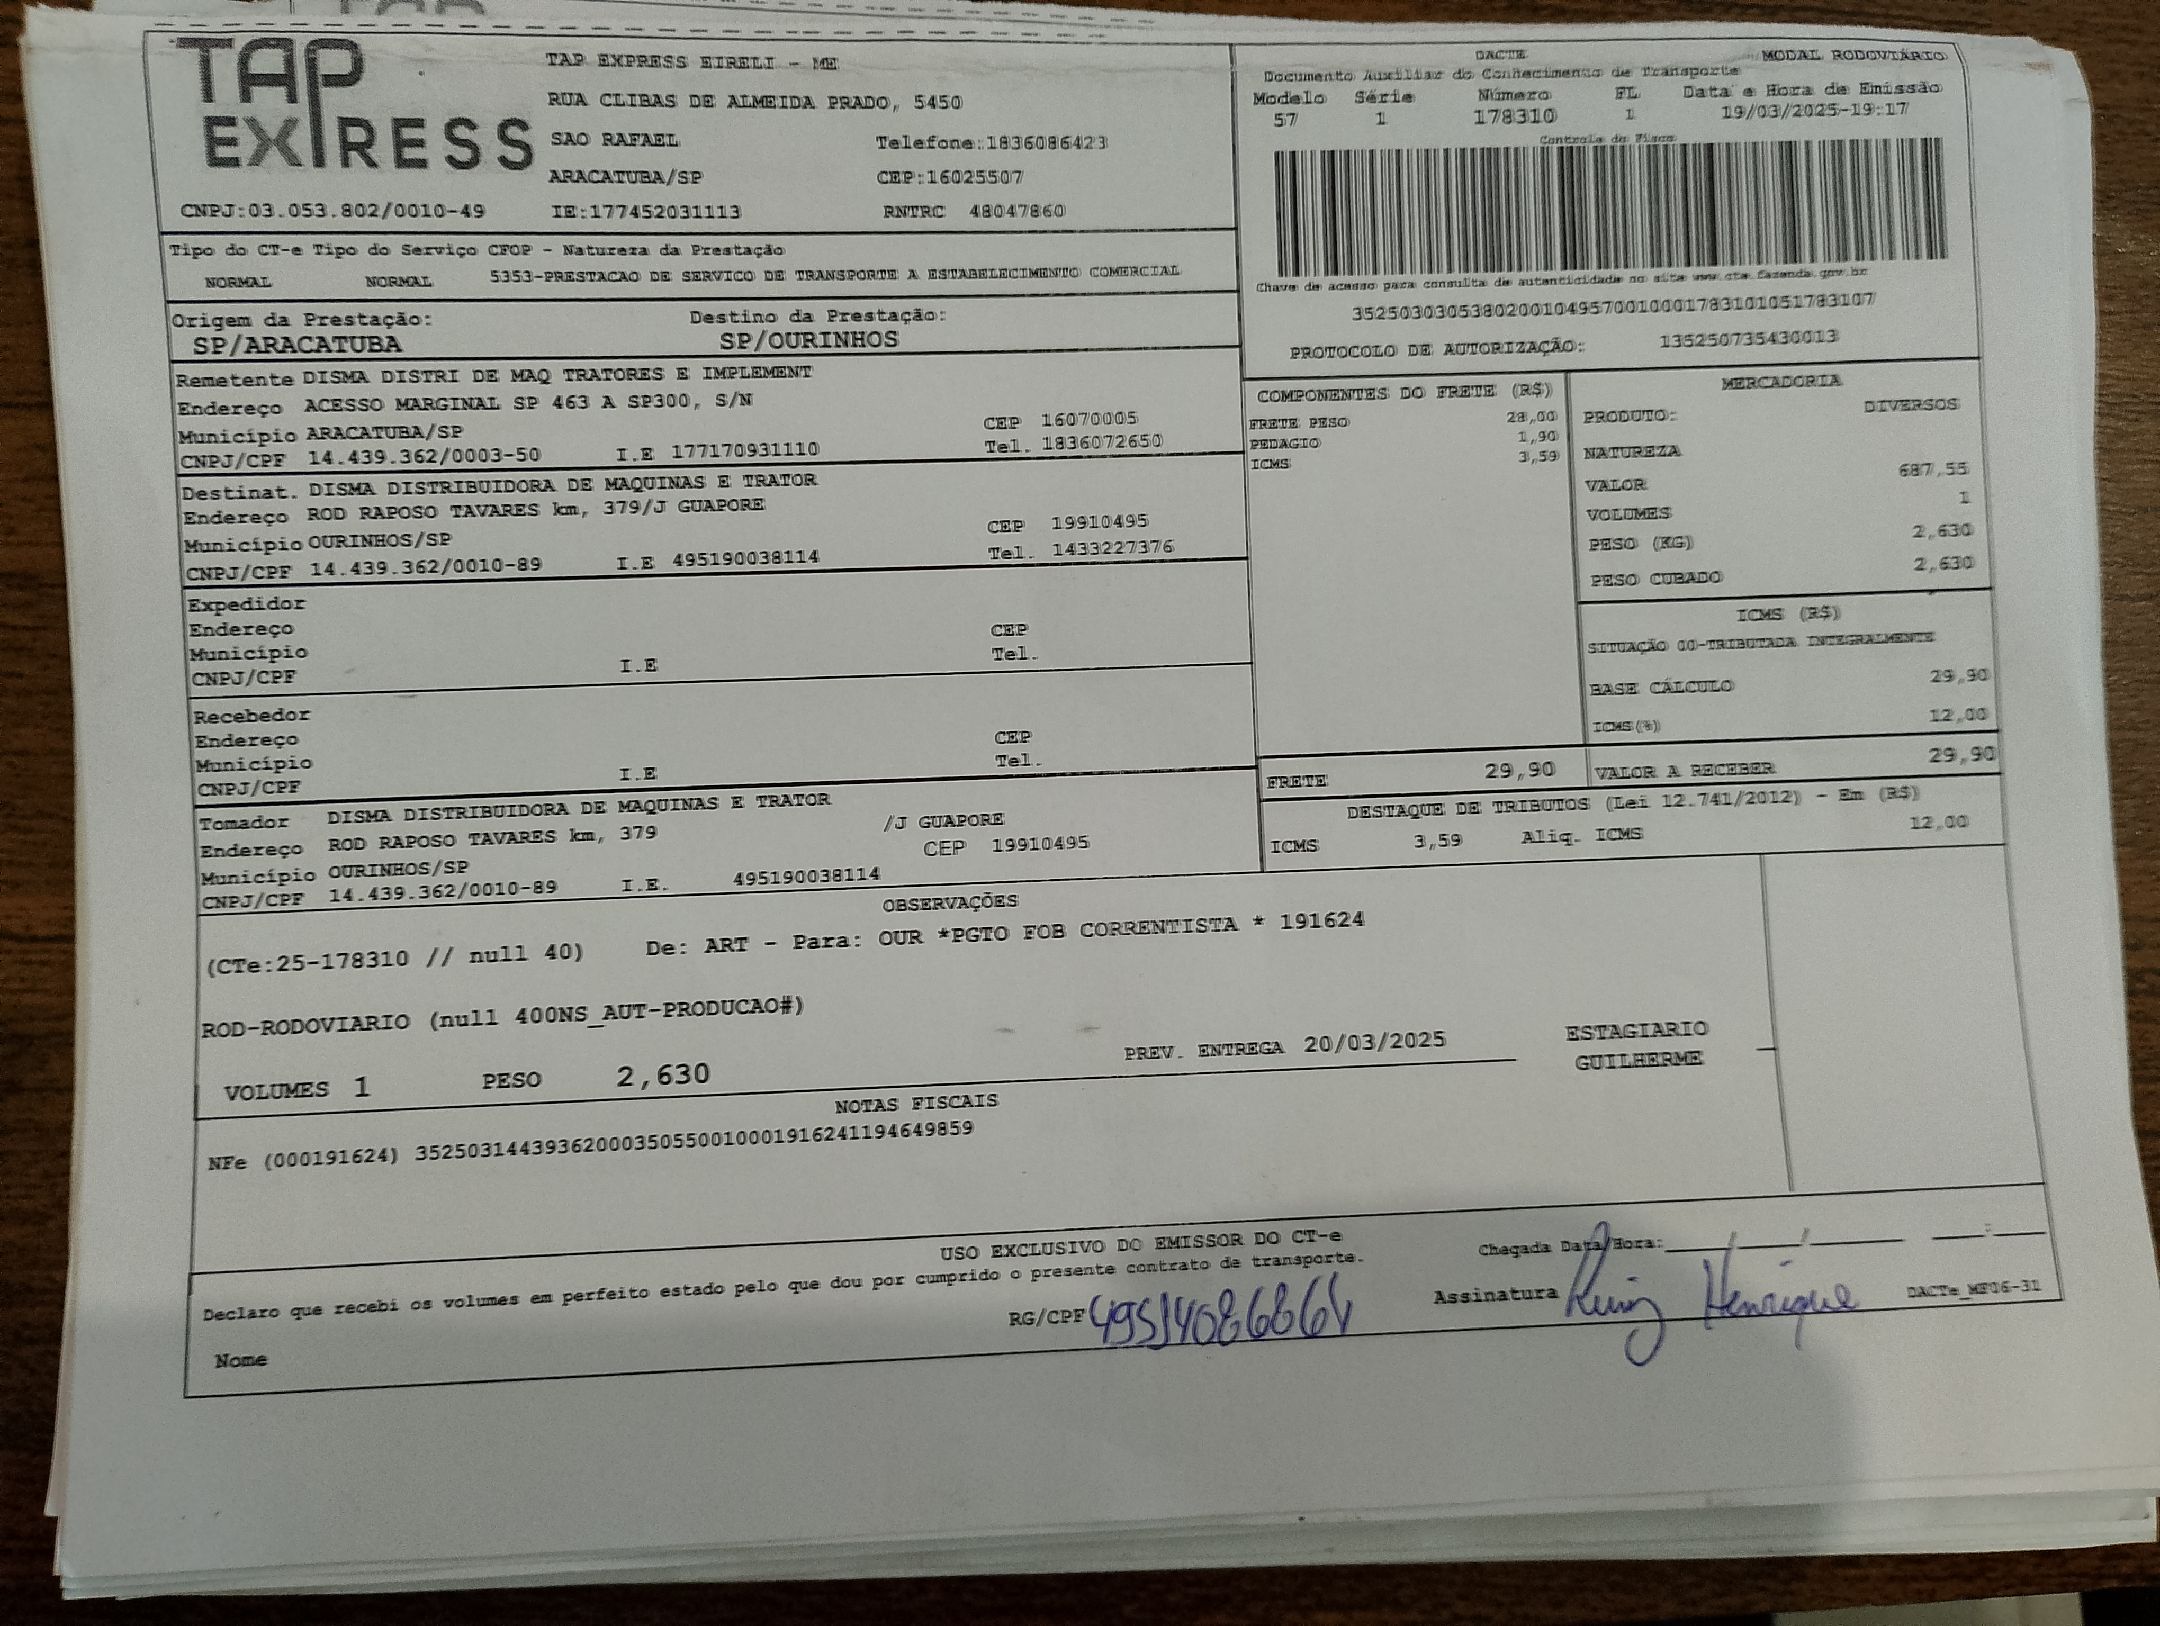 TAP EXPRESS
TAP EXPRESS EIRELI - ME
RUA CLIBAS DE ALMEIDA PRADO, 5450
SAO RAFAEL Telefone:1836086423
ARACATUBA/SP CEP:16025507
CNPJ:03.053.802/0010-49 IE:177452031113 RNTRC 48047860
DACTE MODAL RODOVIÁRIO
Documento Auxiliar do Conhecimento de Transporte
Modelo Série Número FL Data e Hora de Emissão
57 1 178310 1 19/03/2025-19:17
Controle do Fisco
Chave de acesso para consulta de autenticidade no site www.cte.fazenda.gov.br
35250303053802001049570010001783101051783107
PROTOCOLO DE AUTORIZAÇÃO: 135250735430013
Tipo do CT-e Tipo do Serviço CFOP - Natureza da Prestação
NORMAL NORMAL 5353-PRESTACAO DE SERVICO DE TRANSPORTE A ESTABELECIMENTO COMERCIAL
Origem da Prestação: Destino da Prestação:
SP/ARACATUBA SP/OURINHOS
Remetente DISMA DISTRI DE MAQ TRATORES E IMPLEMENT
Endereço ACESSO MARGINAL SP 463 A SP300, S/N
Município ARACATUBA/SP CEP 16070005
CNPJ/CPF 14.439.362/0003-50 I.E 177170931110 Tel. 1836072650
Destinat. DISMA DISTRIBUIDORA DE MAQUINAS E TRATOR
Endereço ROD RAPOSO TAVARES km, 379/J GUAPORE
Município OURINHOS/SP CEP 19910495
CNPJ/CPF 14.439.362/0010-89 I.E 495190038114 Tel. 1433227376
Expedidor
Endereço
Município CEP
CNPJ/CPF I.E Tel.
Recebedor
Endereço
Município CEP
CNPJ/CPF I.E Tel.
Tomador DISMA DISTRIBUIDORA DE MAQUINAS E TRATOR
Endereço ROD RAPOSO TAVARES km, 379 /J GUAPORE
Município OURINHOS/SP CEP 19910495
CNPJ/CPF 14.439.362/0010-89 I.E. 495190038114
COMPONENTES DO FRETE (R$)
FRETE PESO 28,00
PEDAGIO 1,90
ICMS 3,59
MERCADORIA
PRODUTO: DIVERSOS
NATUREZA
VALOR 687,55
VOLUMES 1
PESO (KG) 2,630
PESO CUBADO 2,630
ICMS (R$)
SITUAÇÃO 00-TRIBUTADA INTEGRALMENTE
BASE CÁLCULO 29,90
ICMS(%) 12,00
FRETE 29,90 VALOR A RECEBER 29,90
DESTAQUE DE TRIBUTOS (Lei 12.741/2012) - Em (R$)
ICMS 3,59 Aliq. ICMS 12,00
OBSERVAÇÕES
(CTe:25-178310 // null 40) De: ART - Para: OUR *PGTO FOB CORRENTISTA * 191624
ROD-RODOVIARIO (null 400NS_AUT-PRODUCAO#)
VOLUMES 1 PESO 2,630 PREV. ENTREGA 20/03/2025 ESTAGIARIO
GUILHERME
NOTAS FISCAIS
NFe (000191624) 35250314439362000350550010001916241194649859
USO EXCLUSIVO DO EMISSOR DO CT-e
Declaro que recebi os volumes em perfeito estado pelo que dou por cumprido o presente contrato de transporte.
Chegada Data/Hora:____/____/____ ___:___
Nome RG/CPF 49514086864 Assinatura Henrique DACTe_MF06-31